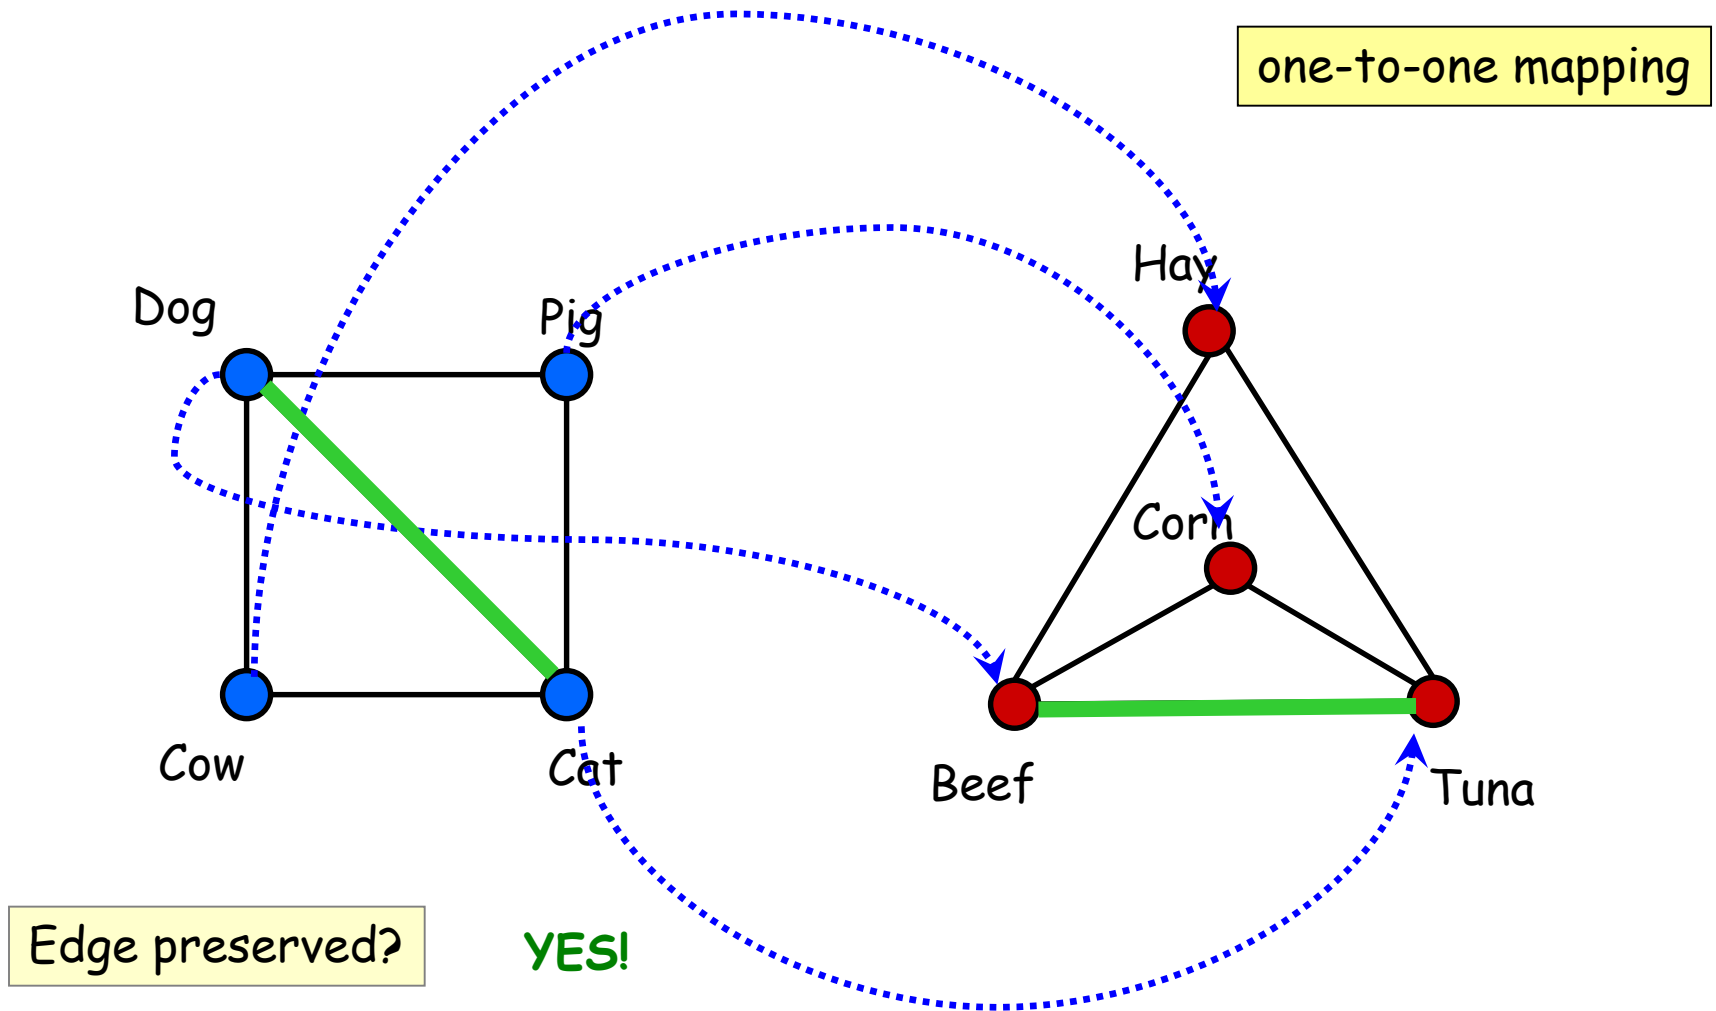 one-to-one mapping
Hay
Dog
Pig
Corn
Cow
Cat
Beef
Tuna
Edge preserved?
YES!